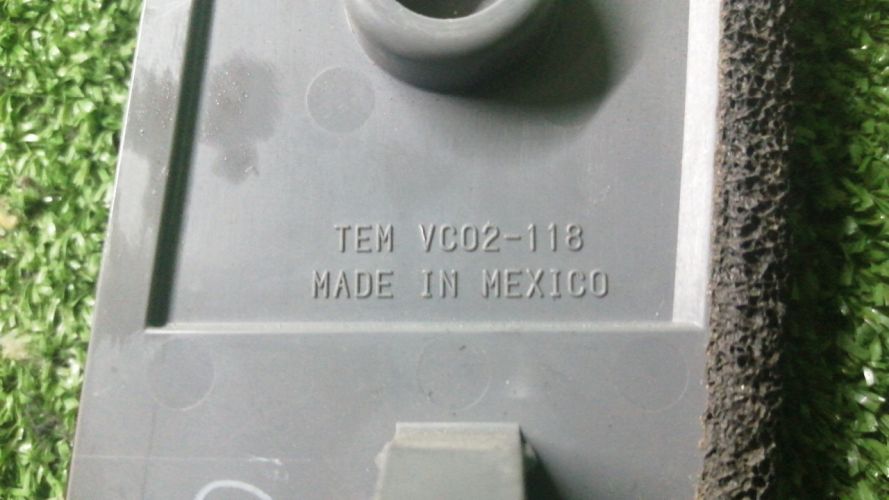 TEM VC02-118
MADE IN MEXICO